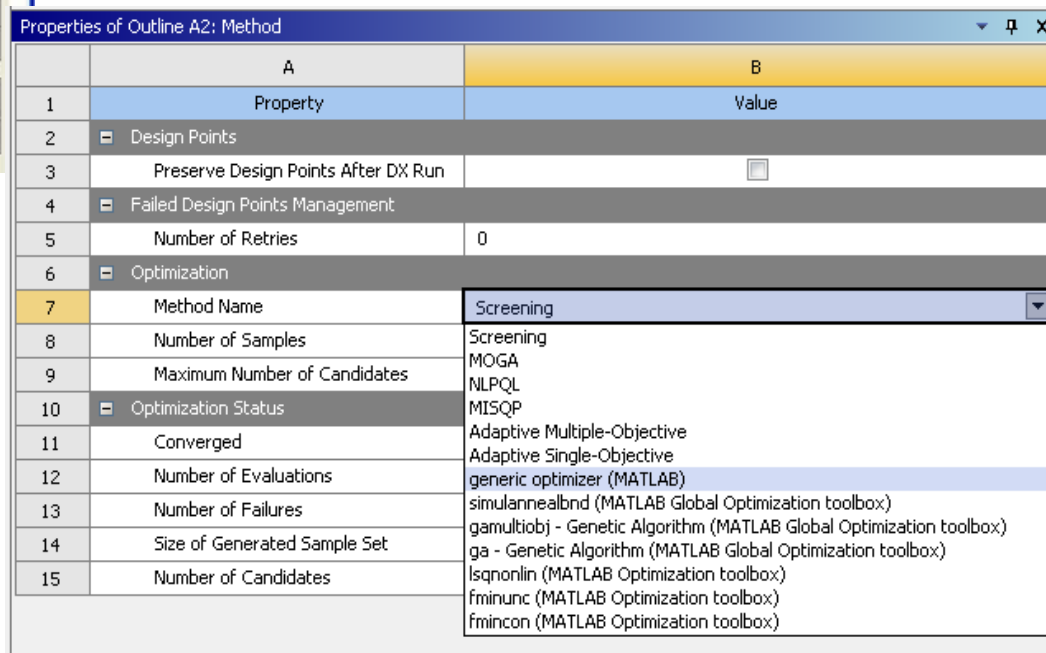 Properties of Outline A2: Method
A B
1 Property Value
2 Design Points
3 Preserve Design Points After DX Run
4 Failed Design Points Management
5 Number of Retries 0
6 Optimization
7 Method Name Screening
8 Number of Samples
9 Maximum Number of Candidates
10 Optimization Status
11 Converged
12 Number of Evaluations
13 Number of Failures
14 Size of Generated Sample Set
15 Number of Candidates
Screening
MOGA
NLPQL
MISQP
Adaptive Multiple-Objective
Adaptive Single-Objective
generic optimizer (MATLAB)
simulannealbnd (MATLAB Global Optimization toolbox)
gamultiobj - Genetic Algorithm (MATLAB Global Optimization toolbox)
ga - Genetic Algorithm (MATLAB Global Optimization toolbox)
lsqnonlin (MATLAB Optimization toolbox)
fminunc (MATLAB Optimization toolbox)
fmincon (MATLAB Optimization toolbox)